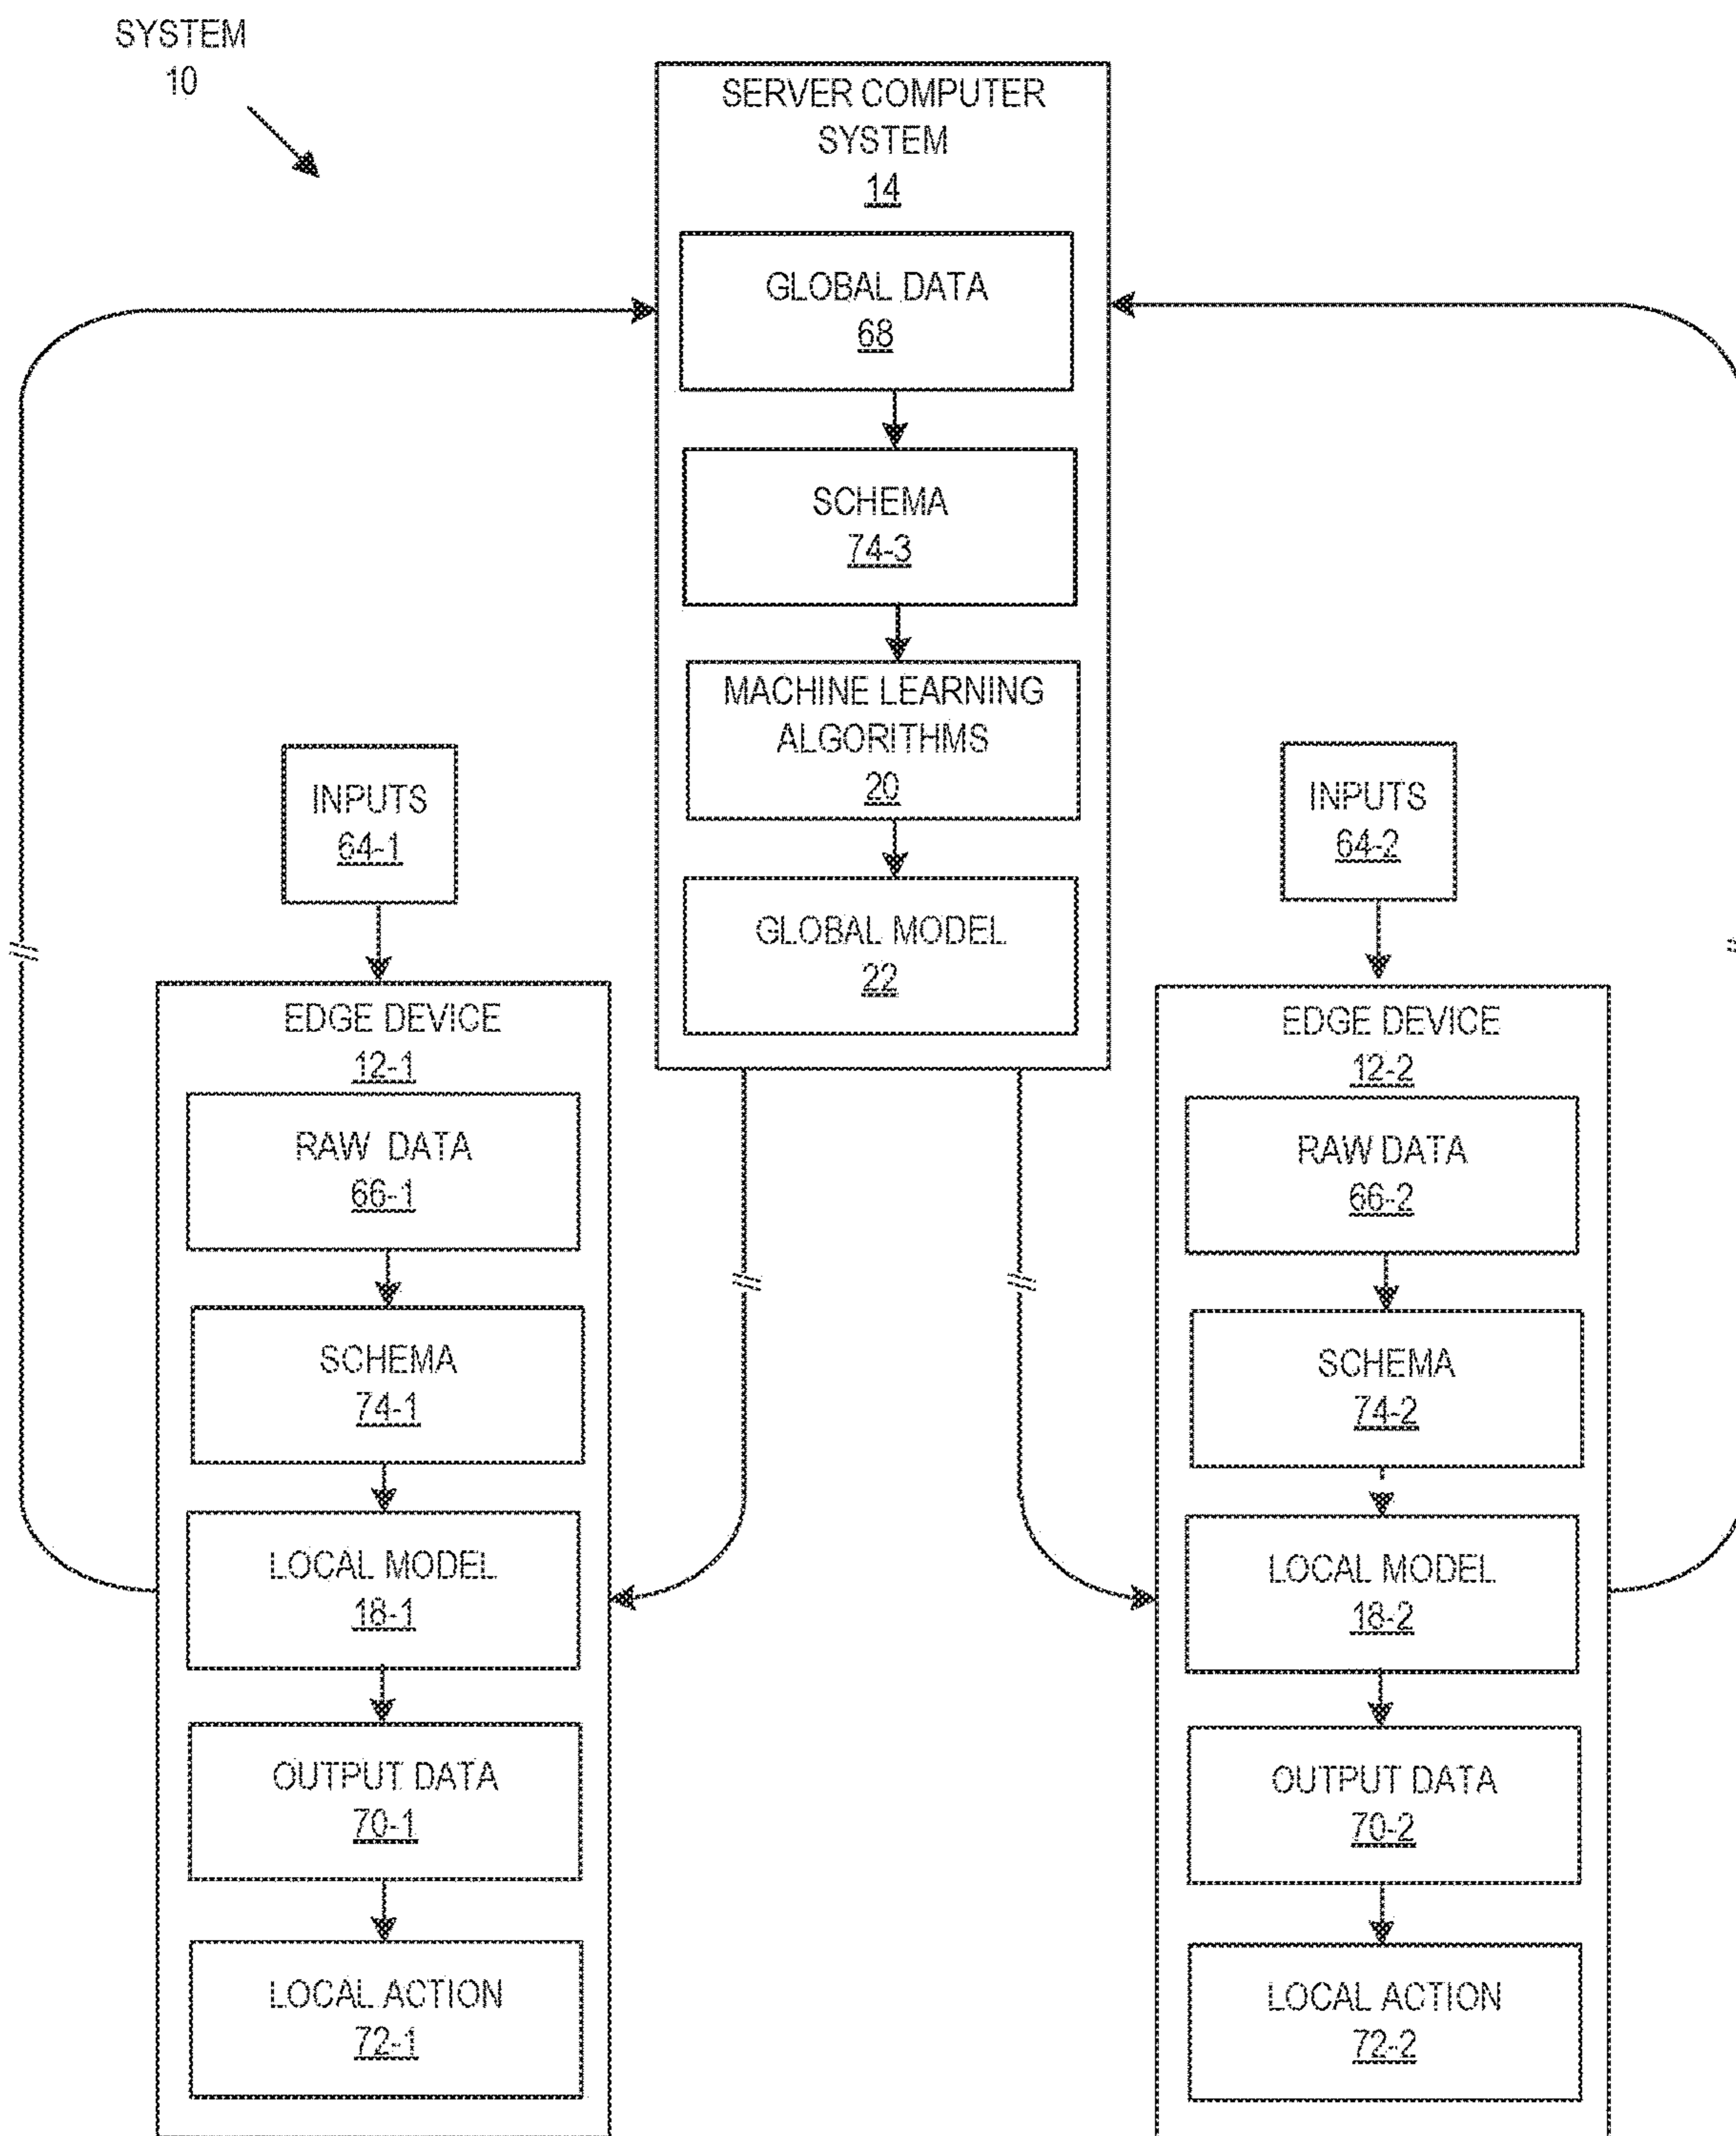 SYSTEM
10
SERVER COMPUTER
SYSTEM
14
GLOBAL DATA
68
SCHEMA
74-3
MACHINE LEARNING
ALGORITHMS
20
GLOBAL MODEL
22
INPUTS
64-1
EDGE DEVICE
12-1
RAW DATA
66-1
SCHEMA
74-1
LOCAL MODEL
18-1
OUTPUT DATA
70-1
LOCAL ACTION
72-1
INPUTS
64-2
EDGE DEVICE
12-2
RAW DATA
66-2
SCHEMA
74-2
LOCAL MODEL
18-2
OUTPUT DATA
70-2
LOCAL ACTION
72-2